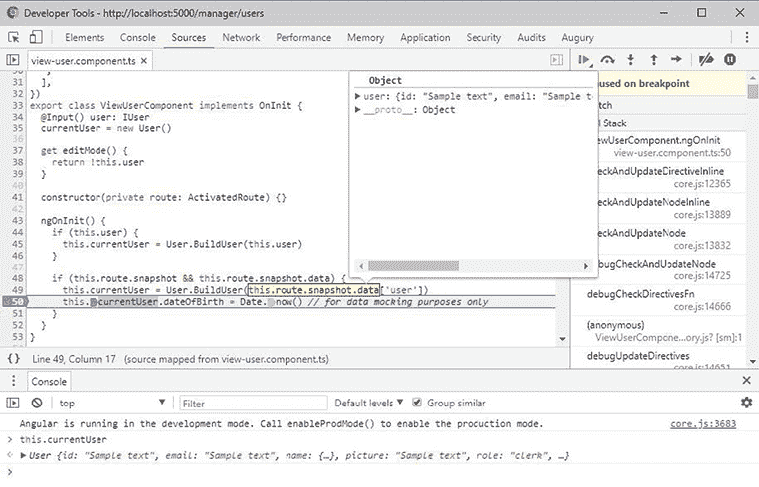 Developer Tools - http://localhost:5000/manager/users
Elements Console Sources Network Performance Memory Application Security Audits Augury
view-user.component.ts ×
31 ],
32 })
33 export class ViewUserComponent implements OnInit {
34 @Input() user: IUser
35 currentUser = new User()
36
37 get editMode() {
38 return !this.user
39 }
40
41 constructor(private route: ActivatedRoute) {}
42
43 ngOnInit() {
44 if (this.user) {
45 this.currentUser = User.BuildUser(this.user)
46 }
47
48 if (this.route.snapshot && this.route.snapshot.data) {
49 this.currentUser = User.BuildUser(this.route.snapshot.data['user'])
50 this.currentUser.dateOfBirth = Date.now() // for data mocking purposes only
51 }
52 }
53 }
Object
▶ user: {id: "Sample text", email: "Sample t
▶ __proto__: Object
used on breakpoint
tch
l Stack
ewUserComponent.ngOnInit
view-user.component.ts:50
eckAndUpdateDirectiveInline
core.js:12365
eckAndUpdateNodeInline
core.js:13889
eckAndUpdateNode
core.js:13832
bugCheckAndUpdateNode
core.js:14725
debugCheckDirectivesFn
core.js:14666
(anonymous)
ViewUserCompone…ory.js? [sm]:1
debugUpdateDirectives
core.js:14651
{} Line 49, Column 17 (source mapped from view-user.component.ts)
Console ×
top ▼ Filter Default levels ▼ Group similar
Angular is running in the development mode. Call enableProdMode() to enable the production mode. core.js:3683
> this.currentUser
▶ User {id: "Sample text", email: "Sample text", name: {…}, picture: "Sample text", role: "clerk", …}
>